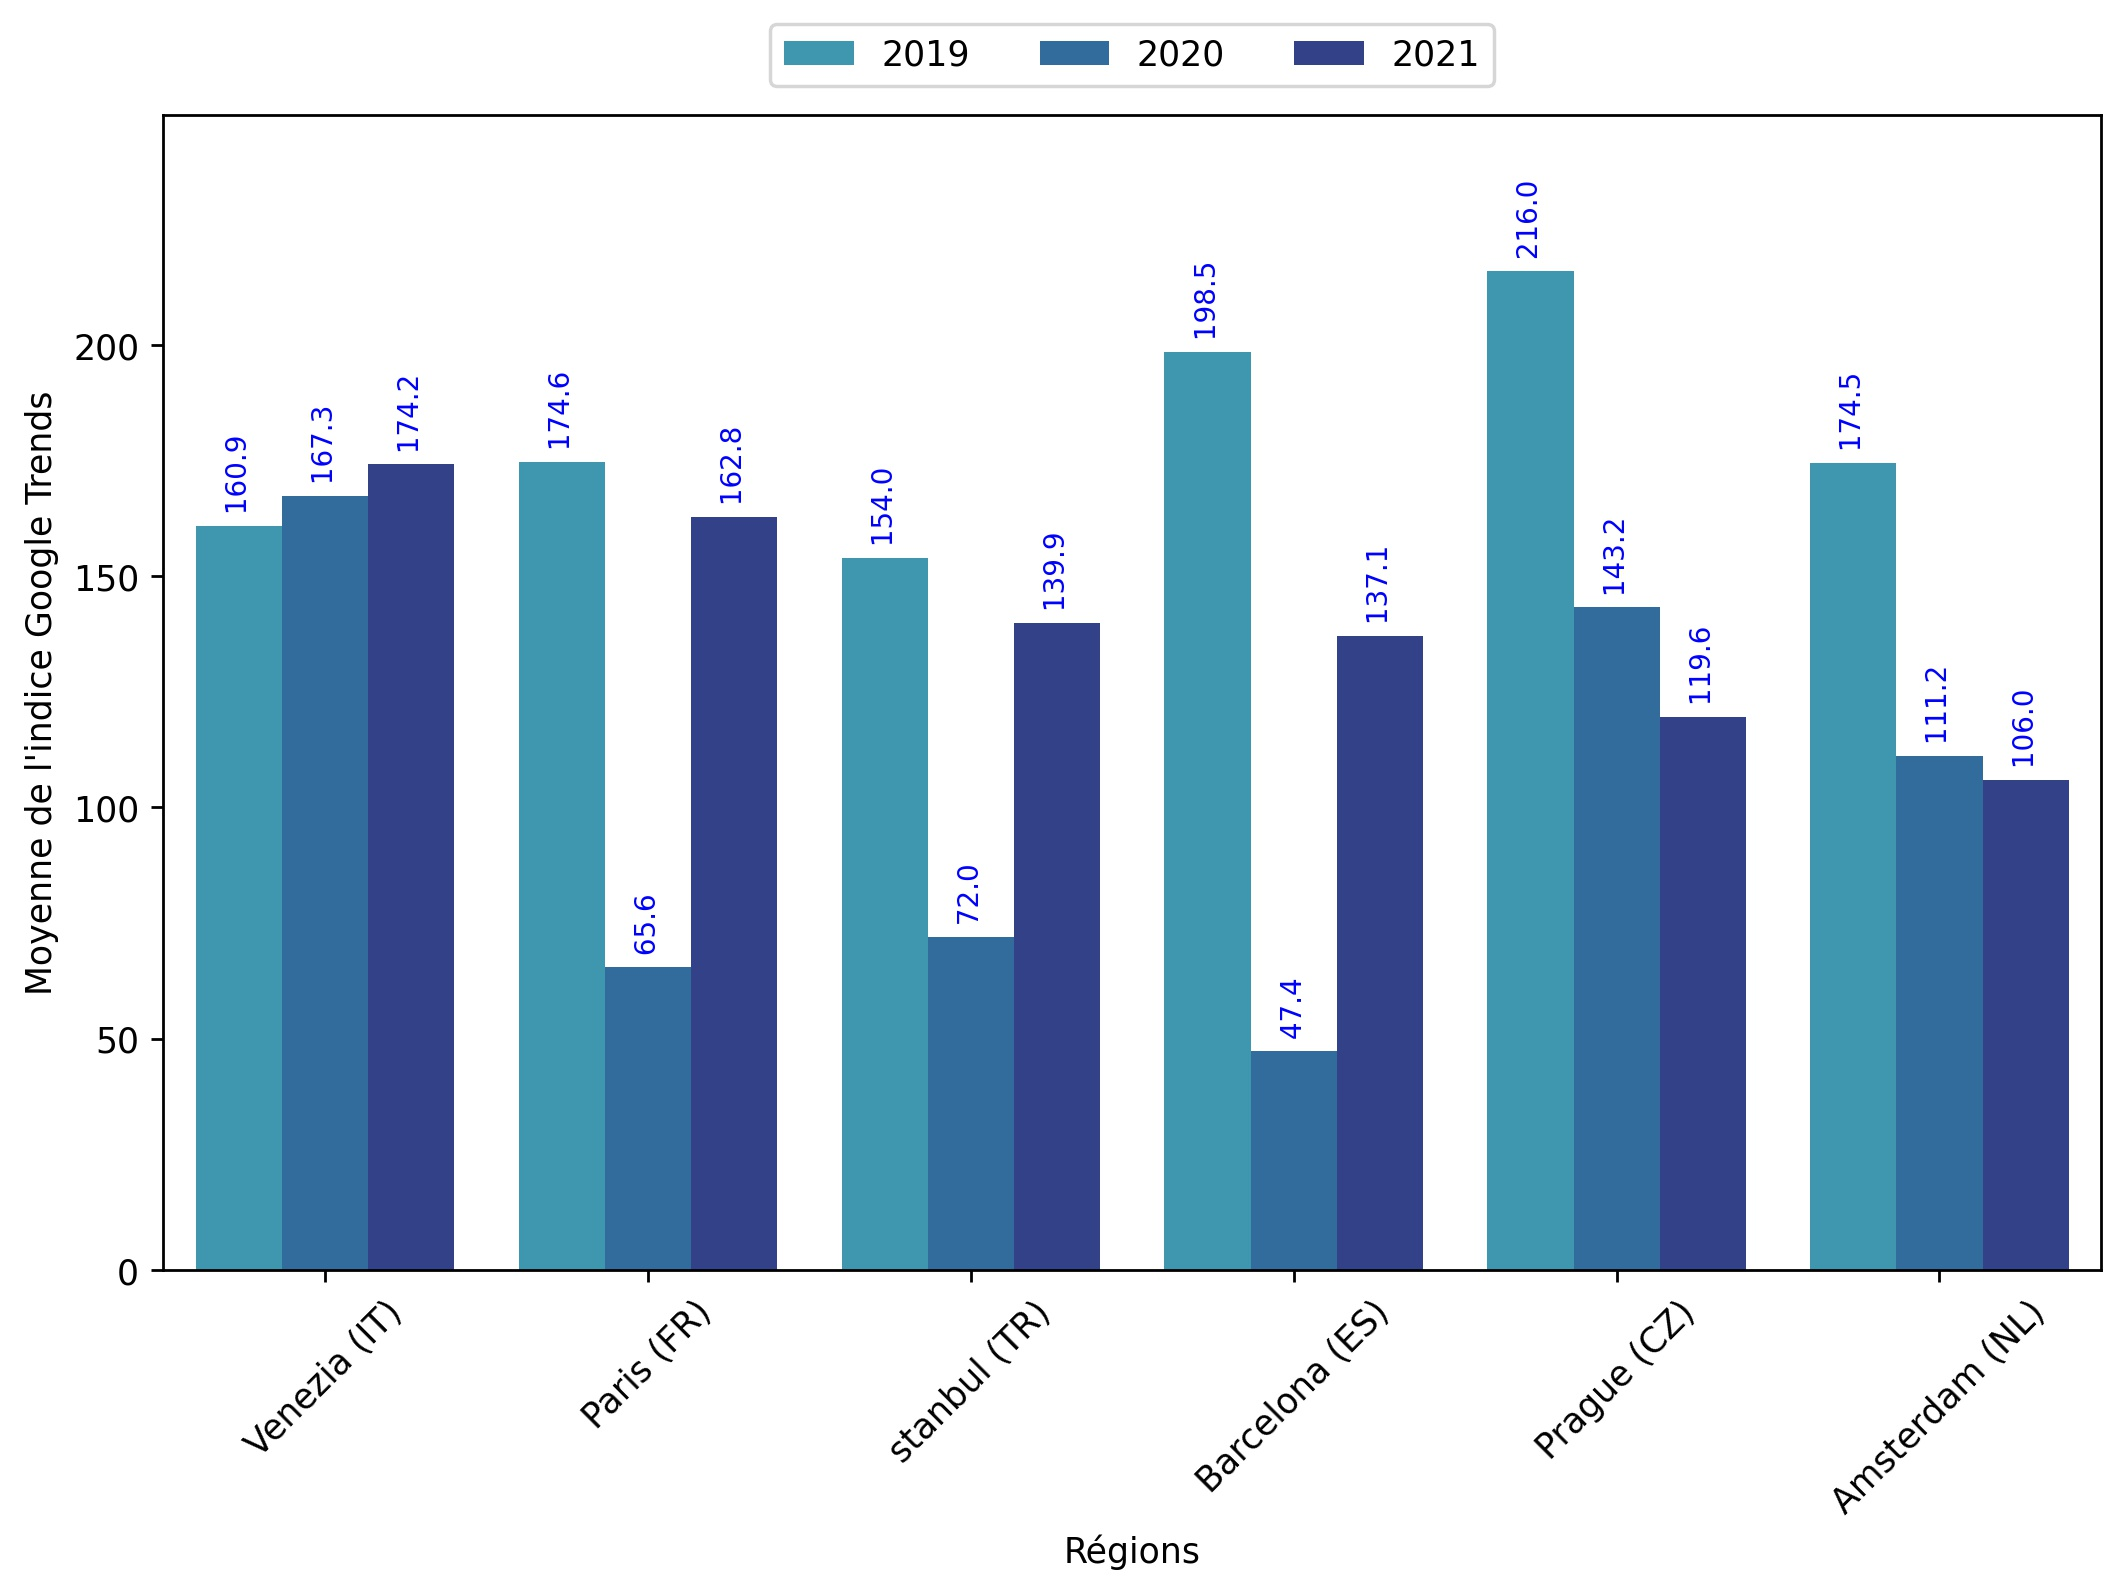 2019 2020 2021
Moyenne de l'indice Google Trends
200
150
100
50
0
160.9 167.3 174.2
174.6 65.6 162.8
154.0 72.0 139.9
198.5 47.4 137.1
216.0 143.2 119.6
174.5 111.2 106.0
Venezia (IT)
Paris (FR)
stanbul (TR)
Barcelona (ES)
Prague (CZ)
Amsterdam (NL)
Régions